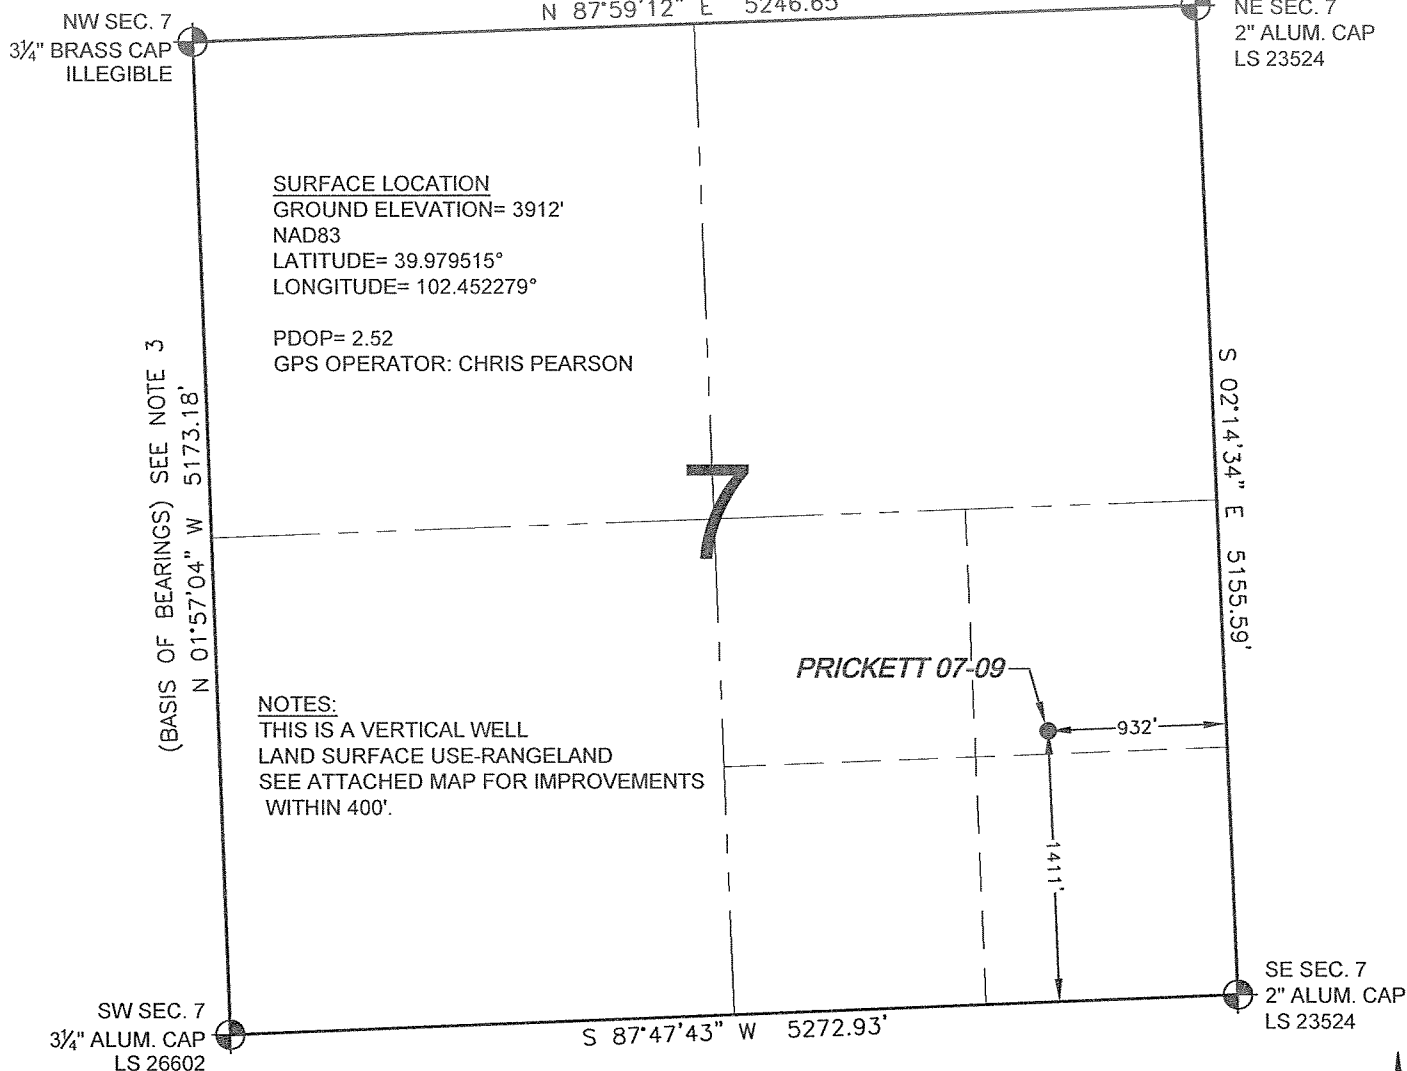 N 87°59'12" E 5246.65'
NW SEC. 7
3¼" BRASS CAP
ILLEGIBLE
NE SEC. 7
2" ALUM. CAP
LS 23524
SURFACE LOCATION
GROUND ELEVATION= 3912'
NAD83
LATITUDE= 39.979515°
LONGITUDE= 102.452279°
PDOP= 2.52
GPS OPERATOR: CHRIS PEARSON
(BASIS OF BEARINGS) SEE NOTE 3
N 01°57'04" W 5173.18'
S 02°14'34" E 5155.59'
7
PRICKETT 07-09
932'
1411'
NOTES:
THIS IS A VERTICAL WELL
LAND SURFACE USE-RANGELAND
SEE ATTACHED MAP FOR IMPROVEMENTS
WITHIN 400'.
SW SEC. 7
3¼" ALUM. CAP
LS 26602
S 87°47'43" W 5272.93'
SE SEC. 7
2" ALUM. CAP
LS 23524